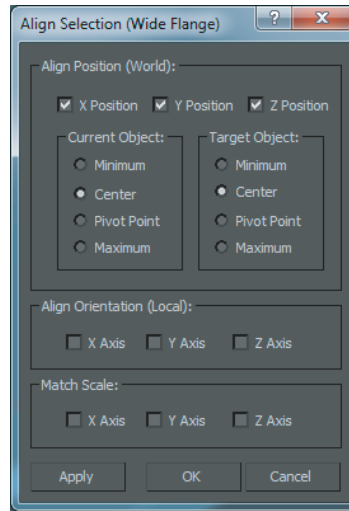 Align Selection (Wide Flange)
?
X
Align Position (World):
X Position Y Position Z Position
Current Object: Target Object:
Minimum Minimum
Center Center
Pivot Point Pivot Point
Maximum Maximum
Align Orientation (Local):
X Axis Y Axis Z Axis
Match Scale:
X Axis Y Axis Z Axis
Apply OK Cancel